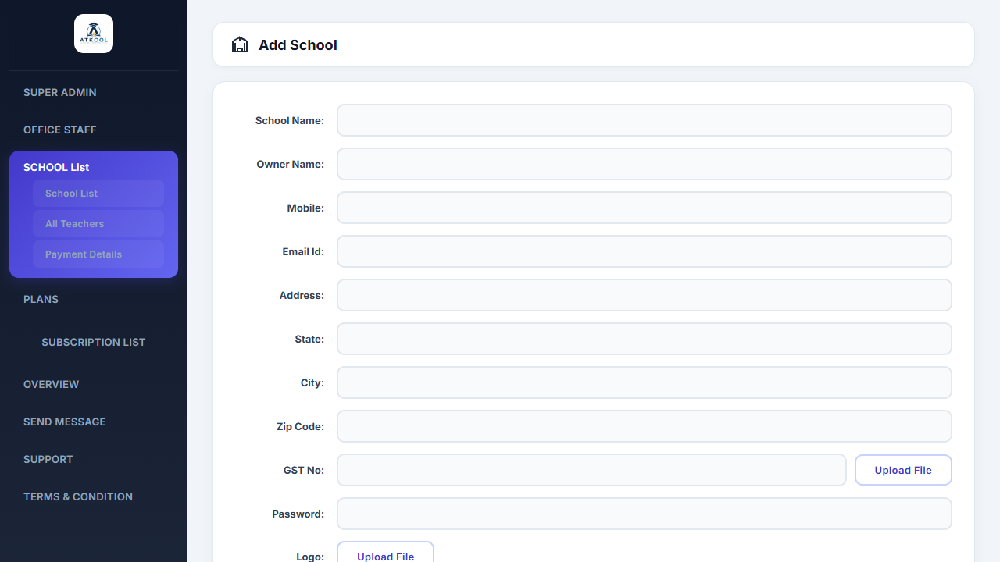 ATKOOL
SUPER ADMIN
OFFICE STAFF
SCHOOL List
School List
All Teachers
Payment Details
PLANS
SUBSCRIPTION LIST
OVERVIEW
SEND MESSAGE
SUPPORT
TERMS & CONDITION
Add School
School Name:
Owner Name:
Mobile:
Email Id:
Address:
State:
City:
Zip Code:
GST No:
Upload File
Password:
Logo:
Upload File